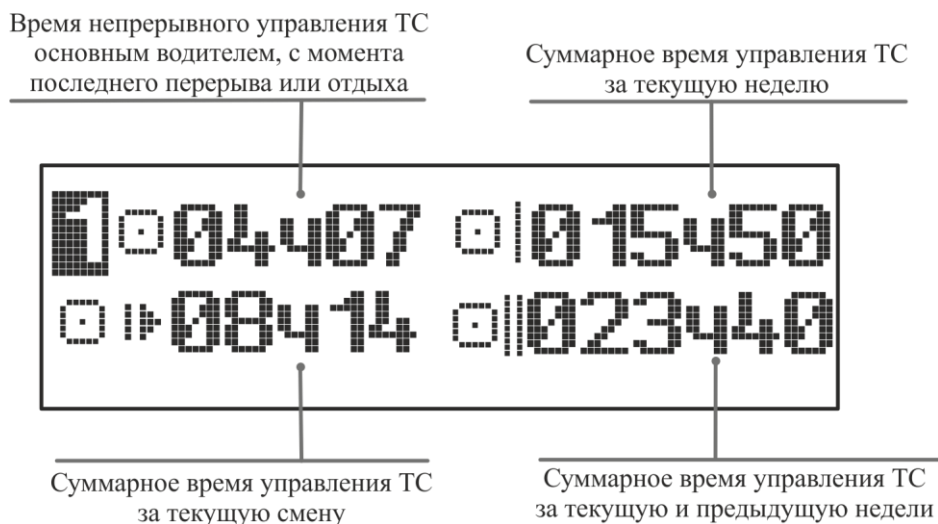 Время непрерывного управления ТС
основным водителем, с момента
последнего перерыва или отдыха
Суммарное время управления ТС
за текущую неделю
1 04ч07 015ч50
08ч14 023ч40
Суммарное время управления ТС
за текущую смену
Суммарное время управления ТС
за текущую и предыдущую недели